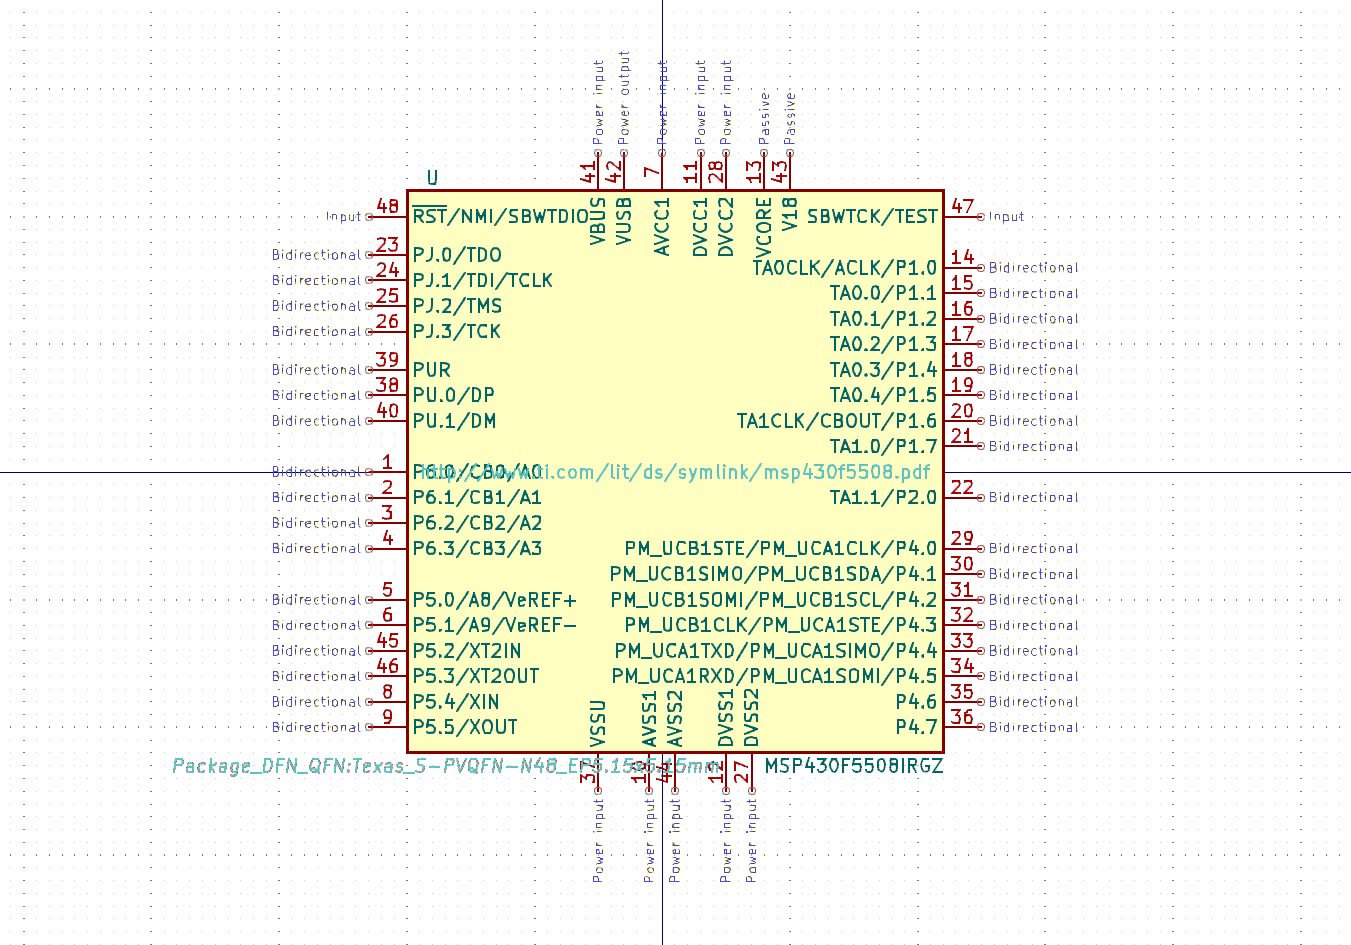 Power input
Power output
Power input
Power input
Power input
Passive
Passive
41
42
7
11
28
13
43
U
VBUS
VUSB
AVCC1
DVCC1
DVCC2
VCORE
V18
Input 48 RST/NMI/SBWTDIO
SBWTCK/TEST 47 Input
Bidirectional 23 PJ.0/TDO
Bidirectional 24 PJ.1/TDI/TCLK
Bidirectional 25 PJ.2/TMS
Bidirectional 26 PJ.3/TCK
Bidirectional 39 PUR
Bidirectional 38 PU.0/DP
Bidirectional 40 PU.1/DM
Bidirectional 1 P6.0/CB0/A0
http://www.ti.com/lit/ds/symlink/msp430f5508.pdf
Bidirectional 2 P6.1/CB1/A1
Bidirectional 3 P6.2/CB2/A2
Bidirectional 4 P6.3/CB3/A3
Bidirectional 5 P5.0/A8/VeREF+
Bidirectional 6 P5.1/A9/VeREF-
Bidirectional 45 P5.2/XT2IN
Bidirectional 46 P5.3/XT2OUT
Bidirectional 8 P5.4/XIN
Bidirectional 9 P5.5/XOUT
TA0CLK/ACLK/P1.0 14 Bidirectional
TA0.0/P1.1 15 Bidirectional
TA0.1/P1.2 16 Bidirectional
TA0.2/P1.3 17 Bidirectional
TA0.3/P1.4 18 Bidirectional
TA0.4/P1.5 19 Bidirectional
TA1CLK/CBOUT/P1.6 20 Bidirectional
TA1.0/P1.7 21 Bidirectional
TA1.1/P2.0 22 Bidirectional
PM_UCB1STE/PM_UCA1CLK/P4.0 29 Bidirectional
PM_UCB1SIMO/PM_UCB1SDA/P4.1 30 Bidirectional
PM_UCB1SOMI/PM_UCB1SCL/P4.2 31 Bidirectional
PM_UCB1CLK/PM_UCA1STE/P4.3 32 Bidirectional
PM_UCA1TXD/PM_UCA1SIMO/P4.4 33 Bidirectional
PM_UCA1RXD/PM_UCA1SOMI/P4.5 34 Bidirectional
P4.6 35 Bidirectional
P4.7 36 Bidirectional
VSSU
AVSS1
AVSS2
DVSS1
DVSS2
Package_DFN_QFN:Texas_S-PVQFN-N48_EP5.15x5.15mm
MSP430F5508IRGZ
37
12
27
Power input
Power input
Power input
Power input
Power input